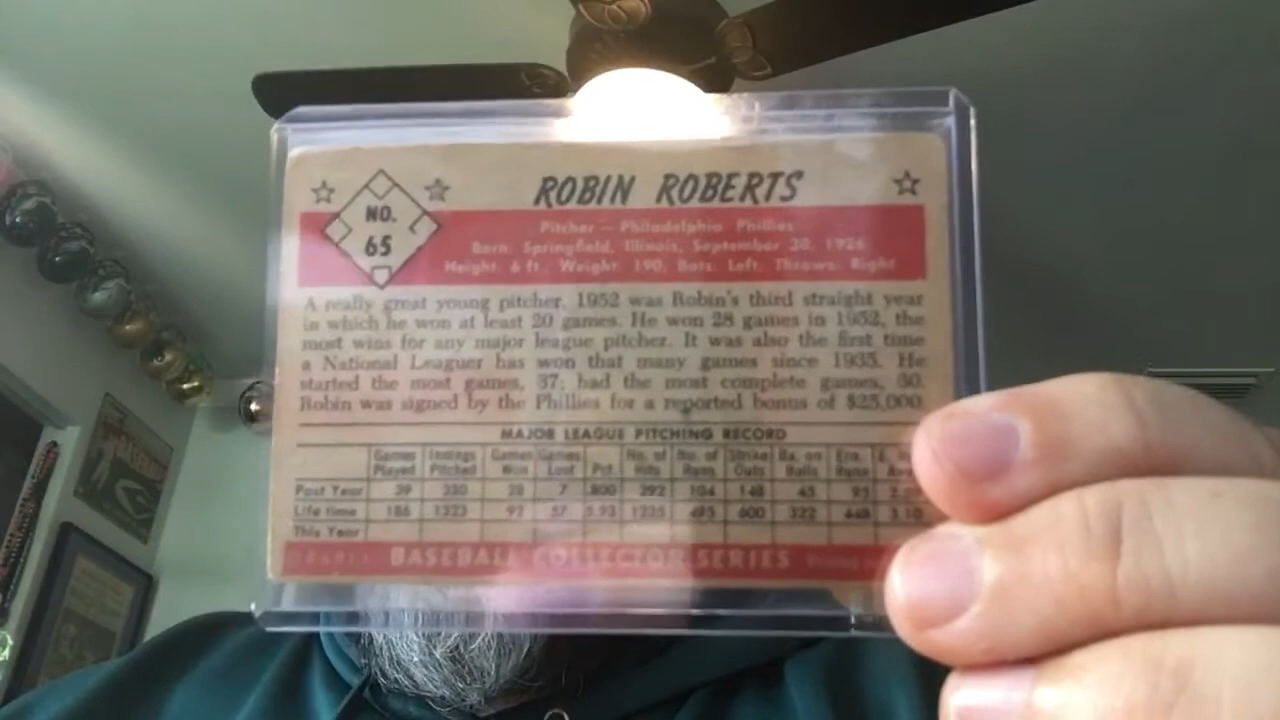 ROBIN ROBERTS
NO.
65
Pitcher — Philadelphia Phillies
Born: Springfield, Illinois, September 30, 1926
Height: 6 ft. Weight: 190; Bats: Left; Throws: Right
A really great young pitcher, 1952 was Robin's third straight year
in which he won at least 20 games. He won 28 games in 1952, the
most wins for any major league pitcher. It was also the first time
a National Leaguer has won that many games since 1935. He
started the most games, 37; had the most complete games, 30.
Robin was signed by the Phillies for a reported bonus of $25,000.
MAJOR LEAGUE PITCHING RECORD
Games Played Innings Pitched Games Won Games Lost Pct. No. of Hits No. of Runs Strike Outs Ba. on Balls Ern. Runs
Past Year 39 330 28 7 .800 292 104 148 45 95
Life time 186 1323 92 57 1235 495 600 322
This Year
BASEBALL COLLECTOR SERIES
BASEBALL